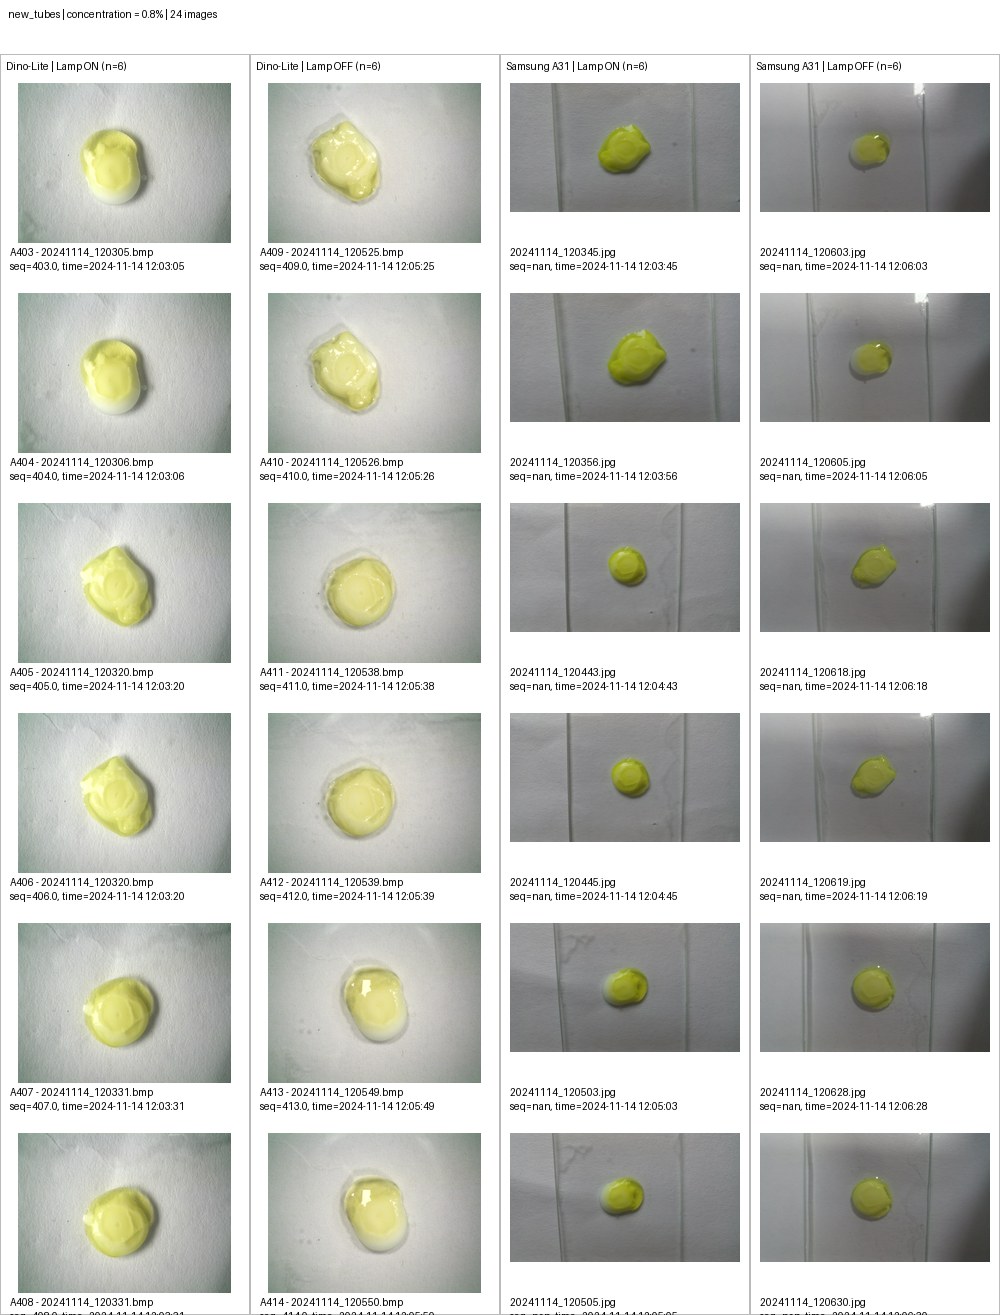 new_tubes | concentration = 0.8% | 24 images
Dino-Lite | Lamp ON (n=6)
Dino-Lite | Lamp OFF (n=6)
Samsung A31 | Lamp ON (n=6)
Samsung A31 | Lamp OFF (n=6)
A403 - 20241114_120305.bmp
seq=403.0, time=2024-11-14 12:03:05
A409 - 20241114_120525.bmp
seq=409.0, time=2024-11-14 12:05:25
20241114_120345.jpg
seq=nan, time=2024-11-14 12:03:45
20241114_120603.jpg
seq=nan, time=2024-11-14 12:06:03
A404 - 20241114_120306.bmp
seq=404.0, time=2024-11-14 12:03:06
A410 - 20241114_120526.bmp
seq=410.0, time=2024-11-14 12:05:26
20241114_120356.jpg
seq=nan, time=2024-11-14 12:03:56
20241114_120605.jpg
seq=nan, time=2024-11-14 12:06:05
A405 - 20241114_120320.bmp
seq=405.0, time=2024-11-14 12:03:20
A411 - 20241114_120538.bmp
seq=411.0, time=2024-11-14 12:05:38
20241114_120443.jpg
seq=nan, time=2024-11-14 12:04:43
20241114_120618.jpg
seq=nan, time=2024-11-14 12:06:18
A406 - 20241114_120320.bmp
seq=406.0, time=2024-11-14 12:03:20
A412 - 20241114_120539.bmp
seq=412.0, time=2024-11-14 12:05:39
20241114_120445.jpg
seq=nan, time=2024-11-14 12:04:45
20241114_120619.jpg
seq=nan, time=2024-11-14 12:06:19
A407 - 20241114_120331.bmp
seq=407.0, time=2024-11-14 12:03:31
A413 - 20241114_120549.bmp
seq=413.0, time=2024-11-14 12:05:49
20241114_120503.jpg
seq=nan, time=2024-11-14 12:05:03
20241114_120628.jpg
seq=nan, time=2024-11-14 12:06:28
A408 - 20241114_120331.bmp
A414 - 20241114_120550.bmp
20241114_120505.jpg
20241114_120630.jpg